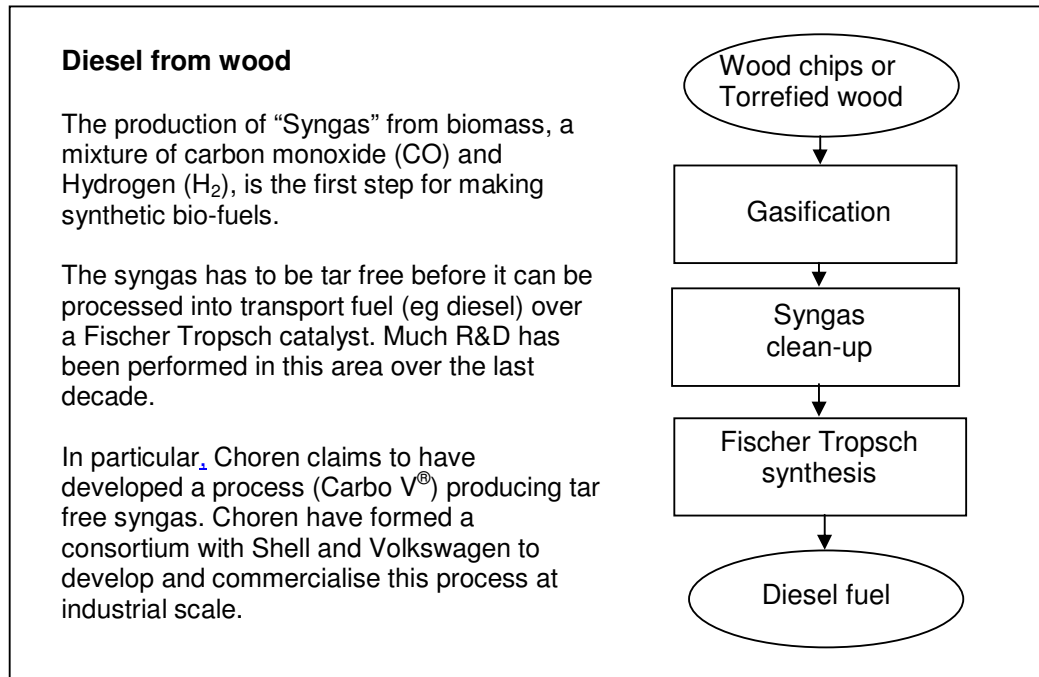 Diesel from wood
The production of “Syngas” from biomass, a
mixture of carbon monoxide (CO) and
Hydrogen (H₂), is the first step for making
synthetic bio-fuels.
The syngas has to be tar free before it can be
processed into transport fuel (eg diesel) over
a Fischer Tropsch catalyst. Much R&D has
been performed in this area over the last
decade.
In particular, Choren claims to have
developed a process (Carbo V®) producing tar
free syngas. Choren have formed a
consortium with Shell and Volkswagen to
develop and commercialise this process at
industrial scale.
Wood chips or
Torrefied wood
Gasification
Syngas
clean-up
Fischer Tropsch
synthesis
Diesel fuel